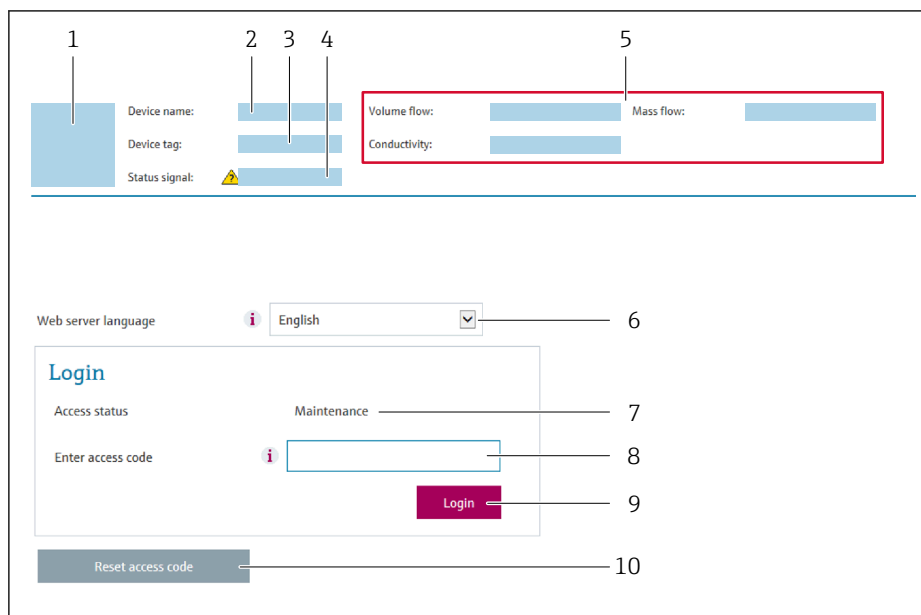 1 2 3 4 5
Device name: Volume flow: Mass flow:
Device tag: Conductivity:
Status signal: ?
Web server language i English 6
Login
Access status Maintenance 7
Enter access code i 8
Login 9
Reset access code 10